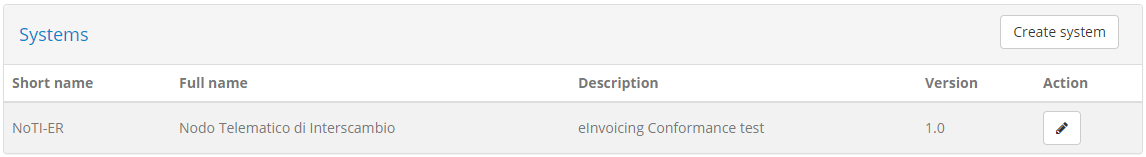 Systems
Create system
Short name Full name Description Version Action
NoTI-ER Nodo Telematico di Interscambio eInvoicing Conformance test 1.0